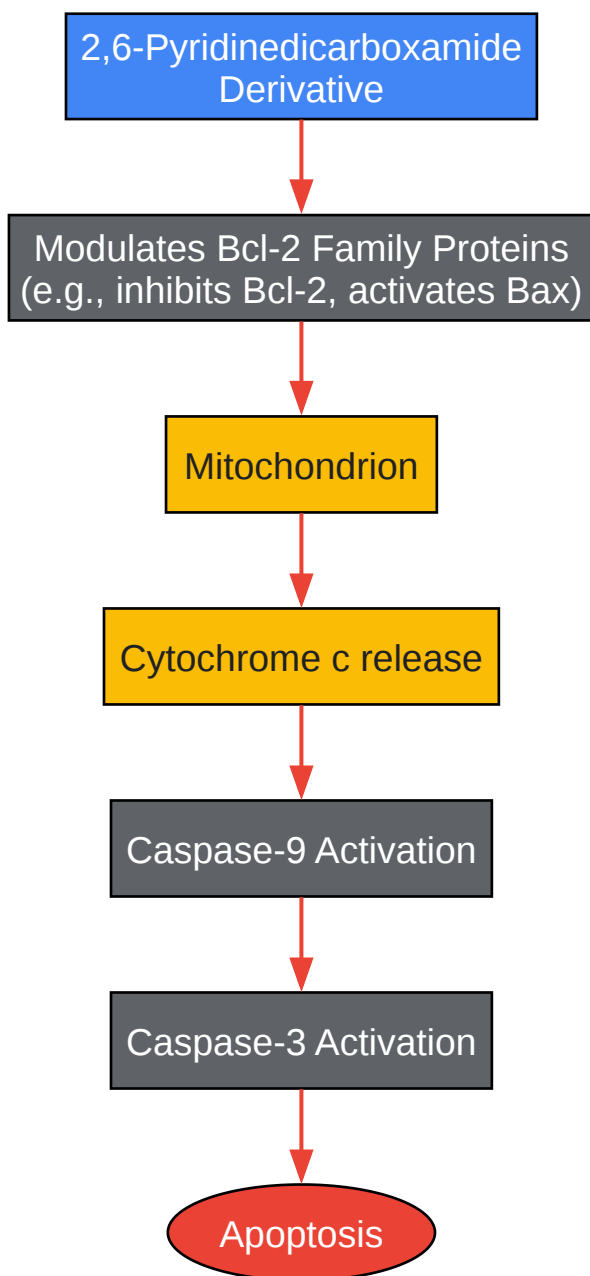 2,6-Pyridinedicarboxamide
Derivative
Modulates Bcl-2 Family Proteins
(e.g., inhibits Bcl-2, activates Bax)
Mitochondrion
Cytochrome c release
Caspase-9 Activation
Caspase-3 Activation
Apoptosis